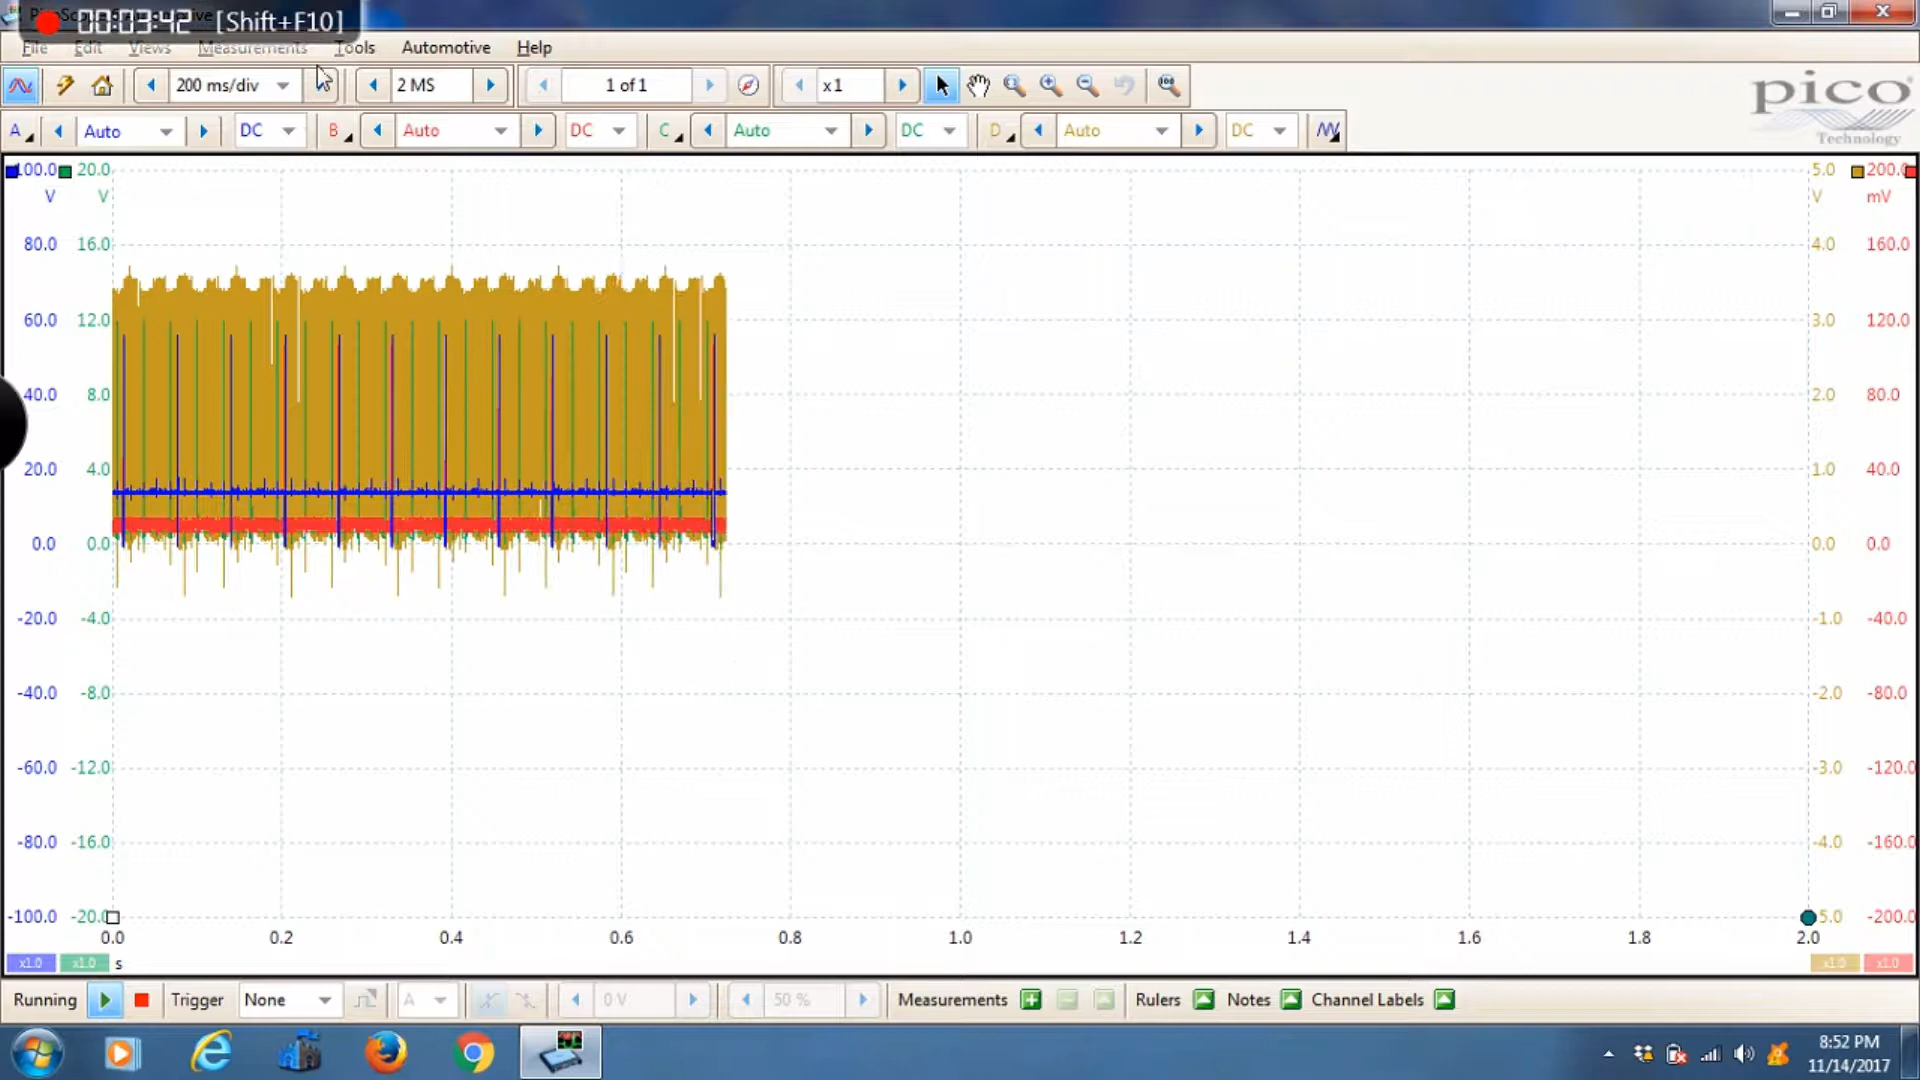 00:03:42 [Shift+F10]
File Edit Views Measurements Tools Automotive Help
200 ms/div 2 MS 1 of 1 x1
A Auto DC B Auto DC C Auto DC D Auto DC
pico
Technology
100.0 20.0 5.0 200.0
V V V mV
80.0 16.0 4.0 160.0
60.0 12.0 3.0 120.0
40.0 8.0 2.0 80.0
20.0 4.0 1.0 40.0
0.0 0.0 0.0 0.0
-20.0 -4.0 -1.0 -40.0
-40.0 -8.0 -2.0 -80.0
-60.0 -12.0 -3.0 -120.0
-80.0 -16.0 -4.0 -160.0
-100.0 -20.0 5.0 -200.0
0.0 0.2 0.4 0.6 0.8 1.0 1.2 1.4 1.6 1.8 2.0
x1.0 x1.0 s x1.0 x1.0
Running Trigger None A 0 V 50 % Measurements Rulers Notes Channel Labels
8:52 PM
11/14/2017